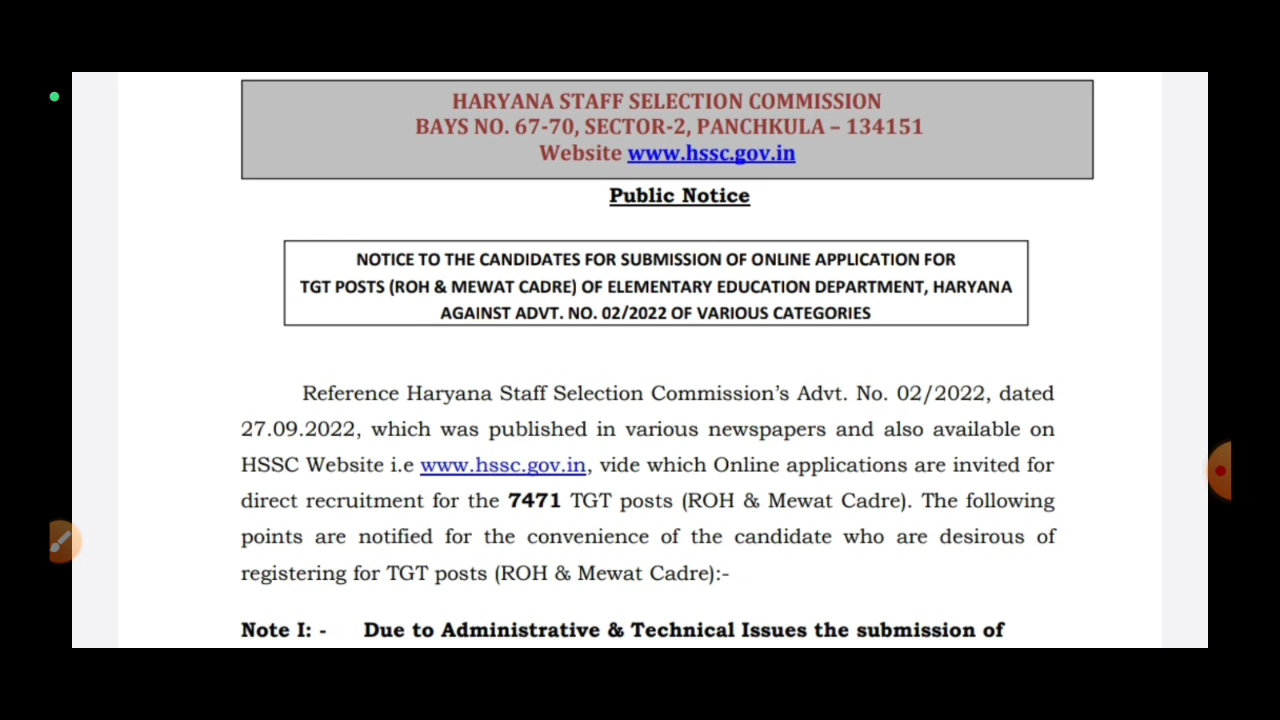 HARYANA STAFF SELECTION COMMISSION
BAYS NO. 67-70, SECTOR-2, PANCHKULA – 134151
Website www.hssc.gov.in
Public Notice
NOTICE TO THE CANDIDATES FOR SUBMISSION OF ONLINE APPLICATION FOR
TGT POSTS (ROH & MEWAT CADRE) OF ELEMENTARY EDUCATION DEPARTMENT, HARYANA
AGAINST ADVT. NO. 02/2022 OF VARIOUS CATEGORIES
Reference Haryana Staff Selection Commission’s Advt. No. 02/2022, dated
27.09.2022, which was published in various newspapers and also available on
HSSC Website i.e www.hssc.gov.in, vide which Online applications are invited for
direct recruitment for the 7471 TGT posts (ROH & Mewat Cadre). The following
points are notified for the convenience of the candidate who are desirous of
registering for TGT posts (ROH & Mewat Cadre):-
Note I: - Due to Administrative & Technical Issues the submission of